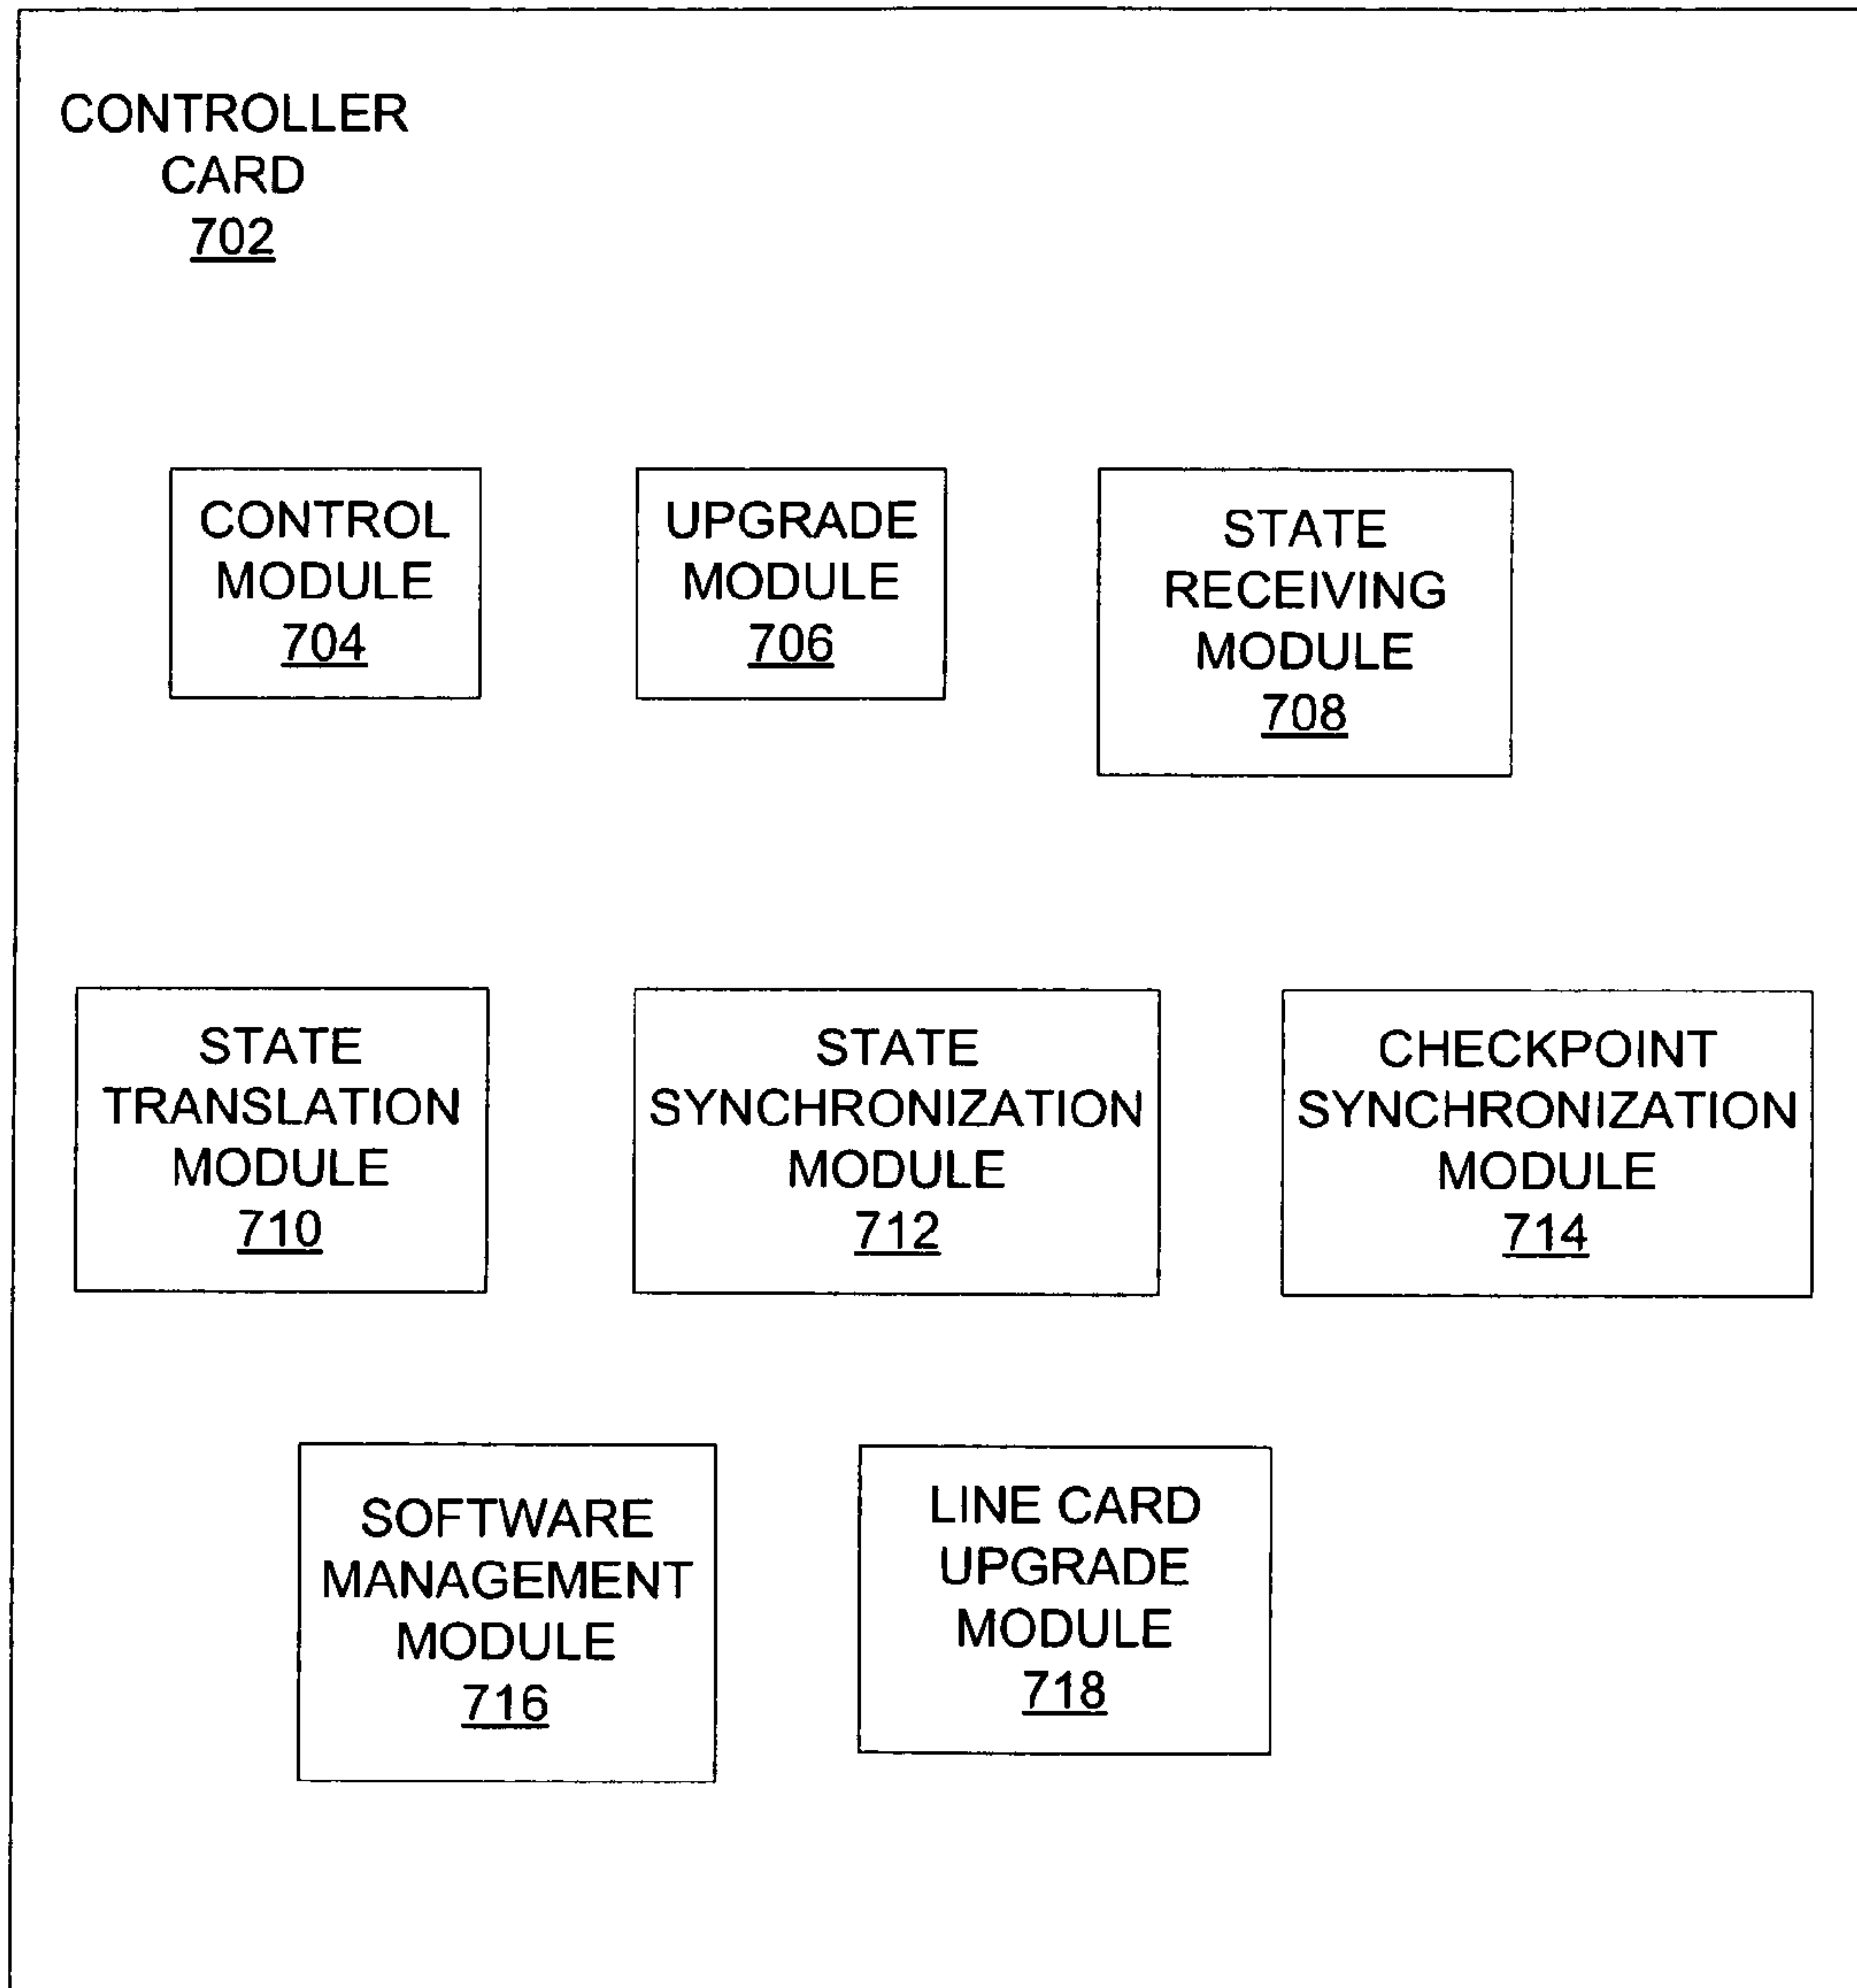 CONTROLLER
CARD
702
CONTROL
MODULE
704
UPGRADE
MODULE
706
STATE
RECEIVING
MODULE
708
STATE
TRANSLATION
MODULE
710
STATE
SYNCHRONIZATION
MODULE
712
CHECKPOINT
SYNCHRONIZATION
MODULE
714
SOFTWARE
MANAGEMENT
MODULE
716
LINE CARD
UPGRADE
MODULE
718